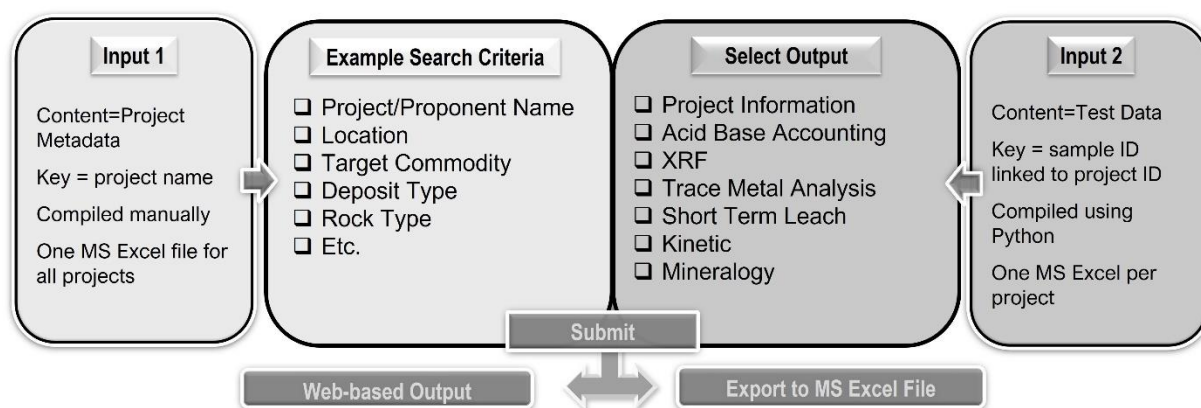 Input 1
Content=Project
Metadata
Key = project name
Compiled manually
One MS Excel file for
all projects
Example Search Criteria
❑ Project/Proponent Name
❑ Location
❑ Target Commodity
❑ Deposit Type
❑ Rock Type
❑ Etc.
Select Output
❑ Project Information
❑ Acid Base Accounting
❑ XRF
❑ Trace Metal Analysis
❑ Short Term Leach
❑ Kinetic
❑ Mineralogy
Input 2
Content=Test Data
Key = sample ID
linked to project ID
Compiled using
Python
One MS Excel per
project
Submit
Web-based Output
Export to MS Excel File